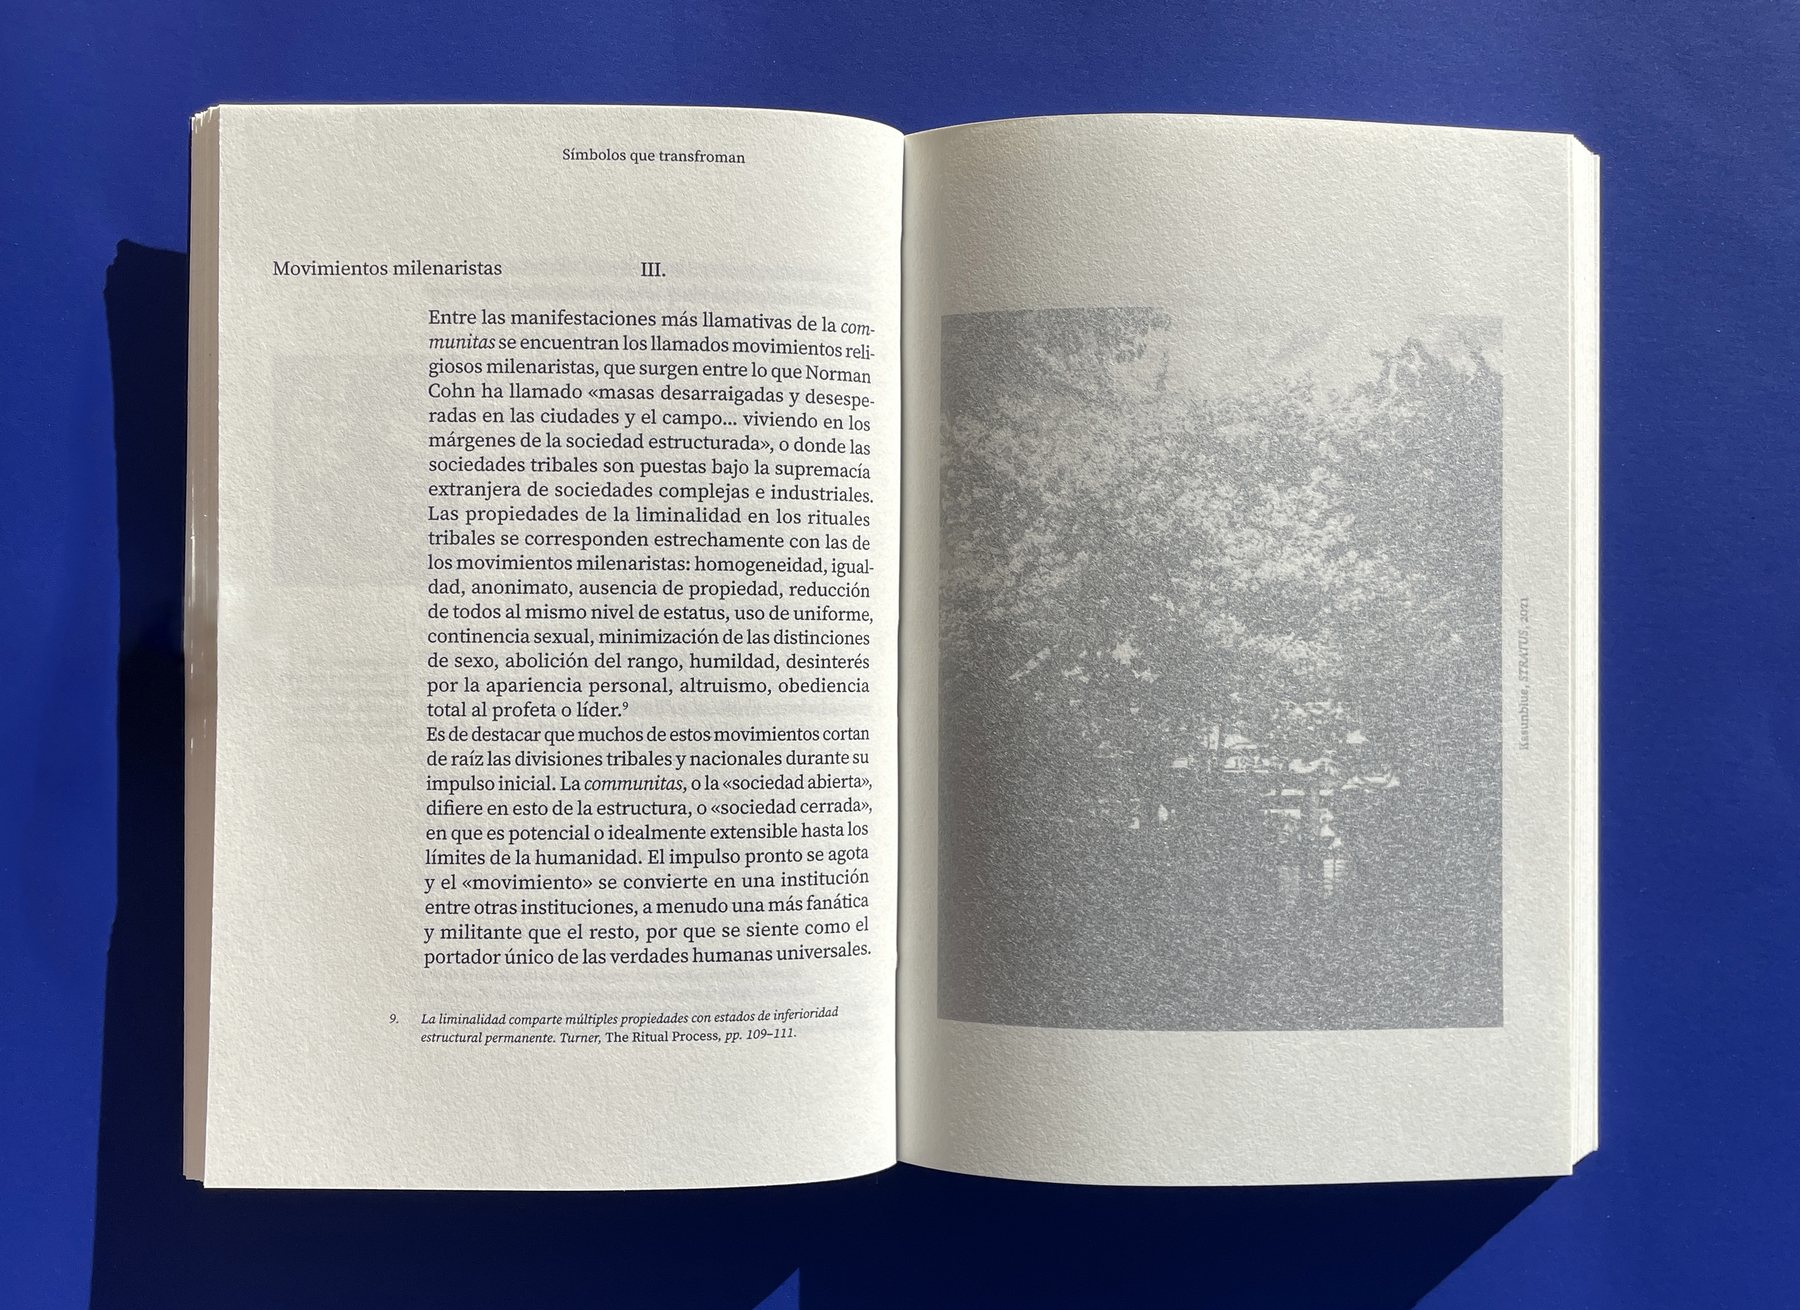 Símbolos que transfroman
Movimientos milenaristas
III.
Entre las manifestaciones más llamativas de la com-
munitas se encuentran los llamados movimientos reli-
giosos milenaristas, que surgen entre lo que Norman
Cohn ha llamado «masas desarraigadas y desespe-
radas en las ciudades y el campo... viviendo en los
márgenes de la sociedad estructurada», o donde las
sociedades tribales son puestas bajo la supremacía
extranjera de sociedades complejas e industriales.
Las propiedades de la liminalidad en los rituales
tribales se corresponden estrechamente con las de
los movimientos milenaristas: homogeneidad, igual-
dad, anonimato, ausencia de propiedad, reducción
de todos al mismo nivel de estatus, uso de uniforme,
continencia sexual, minimización de las distinciones
de sexo, abolición del rango, humildad, desinterés
por la apariencia personal, altruismo, obediencia
total al profeta o líder.⁹
Es de destacar que muchos de estos movimientos cortan
de raíz las divisiones tribales y nacionales durante su
impulso inicial. La communitas, o la «sociedad abierta»,
difiere en esto de la estructura, o «sociedad cerrada»,
en que es potencial o idealmente extensible hasta los
límites de la humanidad. El impulso pronto se agota
y el «movimiento» se convierte en una institución
entre otras instituciones, a menudo una más fanática
y militante que el resto, por que se siente como el
portador único de las verdades humanas universales.
9. La liminalidad comparte múltiples propiedades con estados de inferioridad
estructural permanente. Turner, The Ritual Process, pp. 109–111.
STRATUS, 2021